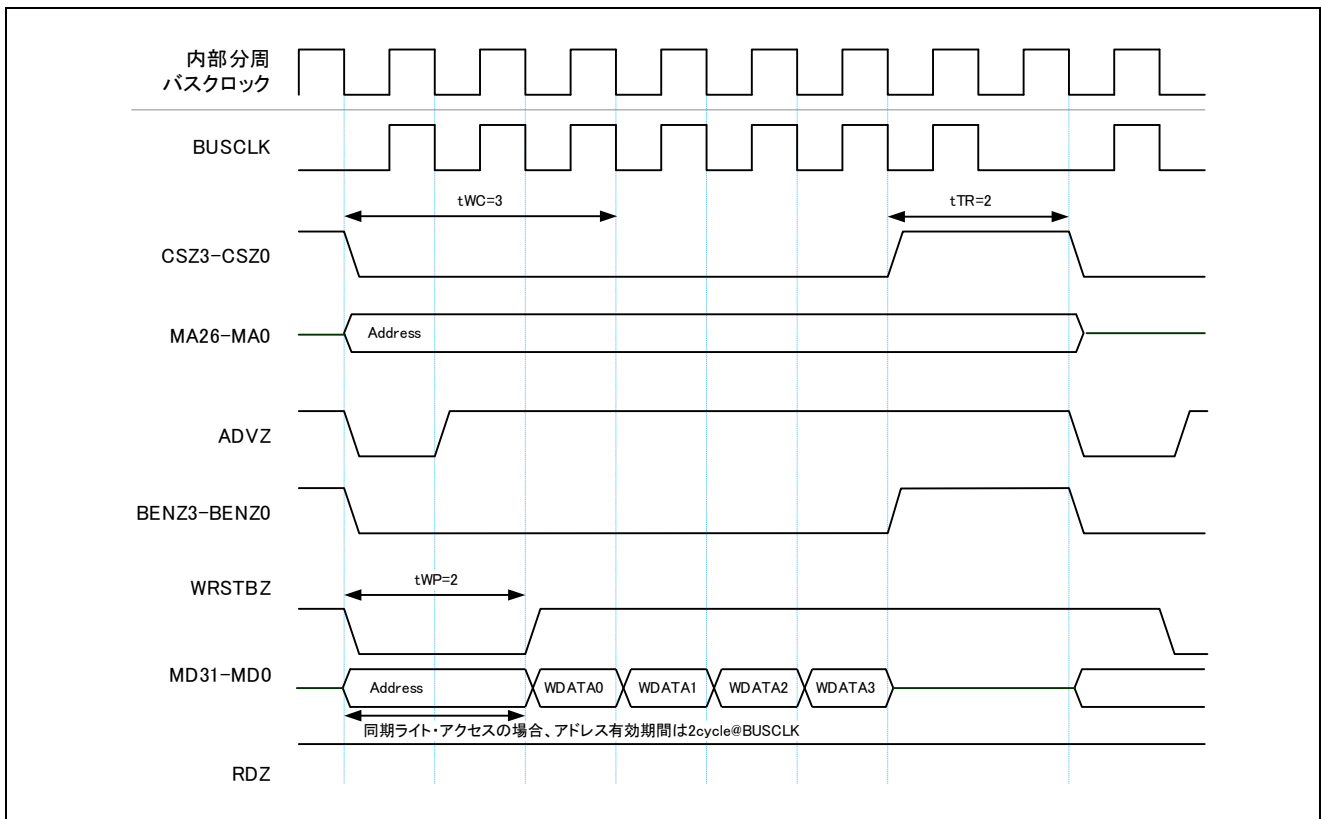 内部分周
バスクロック
BUSCLK
tWC=3
tTR=2
CSZ3-CSZ0
MA26-MA0
Address
ADVZ
BENZ3-BENZ0
tWP=2
WRSTBZ
MD31-MD0
Address
WDATA0
WDATA1
WDATA2
WDATA3
同期ライト・アクセスの場合、アドレス有効期間は2cycle@BUSCLK
RDZ